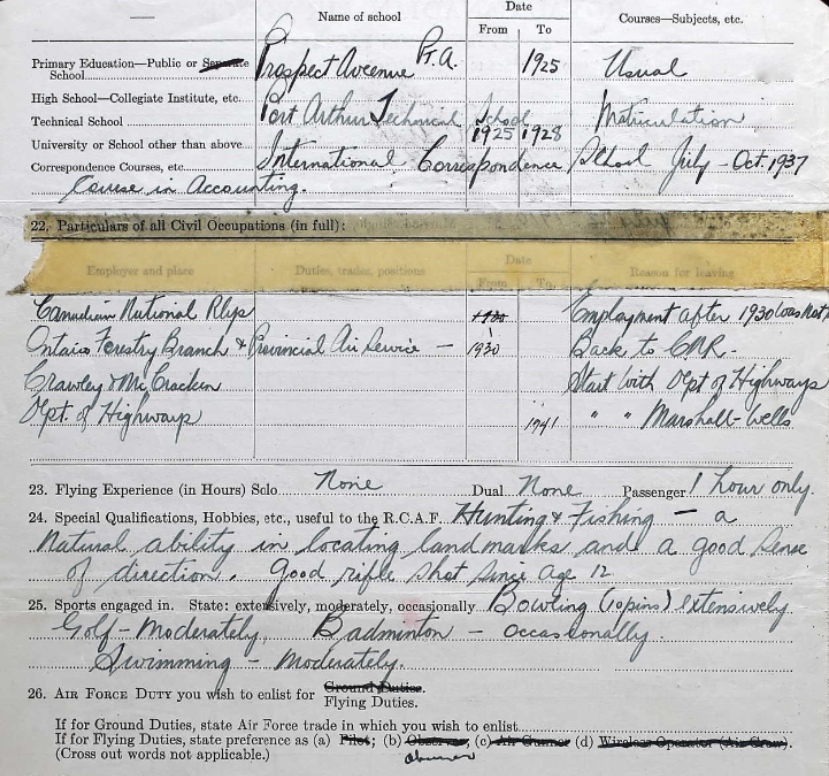 Date
Name of school From To Courses—Subjects, etc.
Primary Education—Public or Separate School Prospect Avenue Pt. A. 1925 Usual
High School—Collegiate Institute, etc.
Technical School Port Arthur Technical School 1925 1928 Matriculation
University or School other than above
Correspondence Courses, etc. International Correspondence School July - Oct. 1937
Course in Accounting.
22. Particulars of all Civil Occupations (in full):
Date
Employer and place Duties, trades, positions From To Reason for leaving
Canadian National Rlys 1930 Employment after 1930 was not
Ontario Forestry Branch & Provincial Air Service — 1930 Back to CNR.
Crawley & McCracken Start with Dept of Highways
Dept. of Highways 1941 " " Marshall-Wells
23. Flying Experience (in Hours) Solo None Dual None Passenger 1 hour only.
24. Special Qualifications, Hobbies, etc., useful to the R.C.A.F. Hunting & Fishing — a
Natural ability in locating landmarks and a good sense
of direction. Good rifle shot since age 12
25. Sports engaged in. State: extensively, moderately, occasionally Bowling (10pins) extensively
Golf - Moderately, Badminton - occasionally.
Swimming - Moderately.
26. AIR FORCE DUTY you wish to enlist for Ground Duties.
Flying Duties.
If for Ground Duties, state Air Force trade in which you wish to enlist
If for Flying Duties, state preference as (a) Pilot; (b) Observer; (c) Air Gunner (d) Wireless Operator (Air Crew).
(Cross out words not applicable.) observer